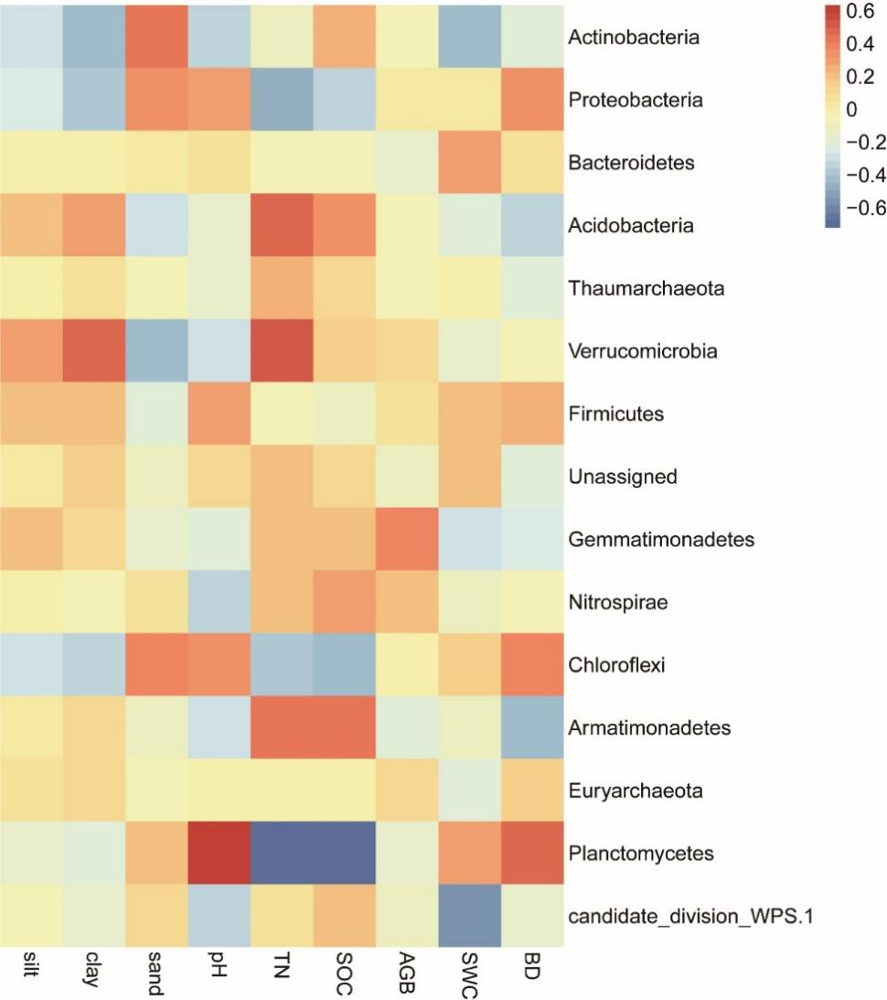 0.6
Actinobacteria
0.4
0.2
Proteobacteria
0
−0.2
Bacteroidetes
−0.4
−0.6
Acidobacteria
Thaumarchaeota
Verrucomicrobia
Firmicutes
Unassigned
Gemmatimonadetes
Nitrospirae
Chloroflexi
Armatimonadetes
Euryarchaeota
Planctomycetes
candidate_division_WPS.1
silt
clay
sand
pH
TN
SOC
AGB
SWC
BD